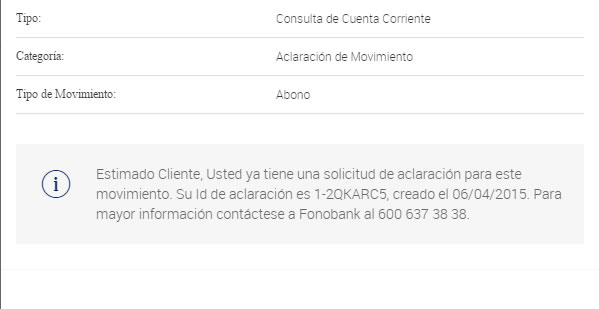 Tipo: Consulta de Cuenta Corriente
Categoría: Aclaración de Movimiento
Tipo de Movimiento: Abono
i
Estimado Cliente, Usted ya tiene una solicitud de aclaración para este
movimiento. Su Id de aclaración es 1-2QKARC5, creado el 06/04/2015. Para
mayor información contáctese a Fonobank al 600 637 38 38.